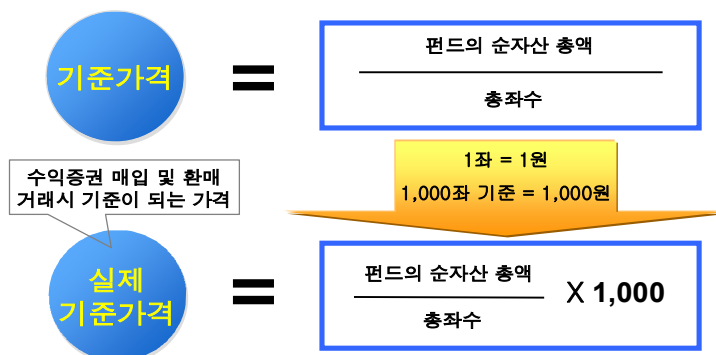 기준가격
=
펀드의 순자산 총액
총좌수
1좌 = 1원
1,000좌 기준 = 1,000원
수익증권 매입 및 환매
거래시 기준이 되는 가격
실제
기준가격
=
펀드의 순자산 총액
총좌수
X 1,000